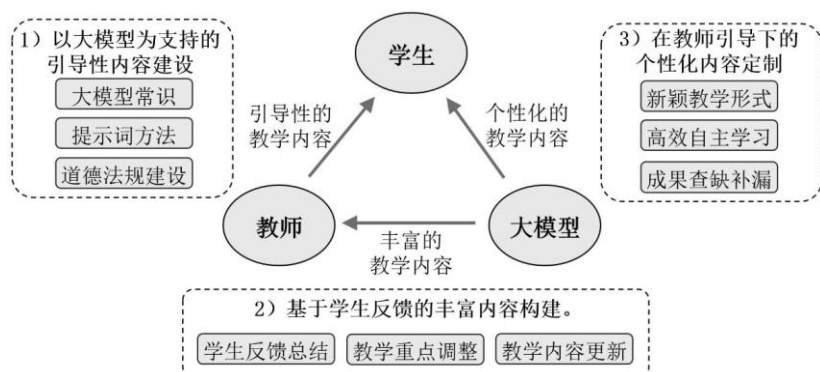 1）以大模型为支持的
引导性内容建设
大模型常识
提示词方法
道德法规建设
学生
3）在教师引导下的
个性化内容定制
新颖教学形式
高效自主学习
成果查缺补漏
引导性的
教学内容
个性化的
教学内容
教师
大模型
丰富的
教学内容
2）基于学生反馈的丰富内容构建。
学生反馈总结
教学重点调整
教学内容更新